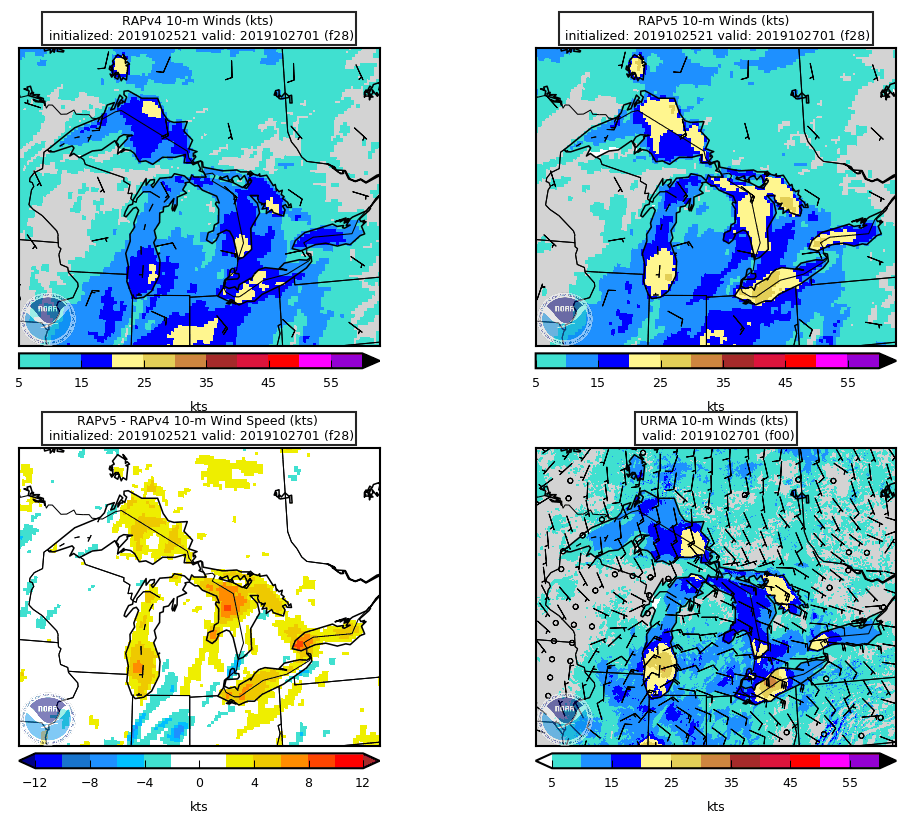 RAPv4 10-m Winds (kts)
initialized: 2019102521 valid: 2019102701 (f28)
RAPv5 10-m Winds (kts)
initialized: 2019102521 valid: 2019102701 (f28)
NOAA
NOAA
5 15 25 35 45 55
kts
5 15 25 35 45 55
kts
RAPv5 - RAPv4 10-m Wind Speed (kts)
initialized: 2019102521 valid: 2019102701 (f28)
URMA 10-m Winds (kts)
valid: 2019102701 (f00)
NOAA
NOAA
−12 −8 −4 0 4 8 12
kts
5 15 25 35 45 55
kts